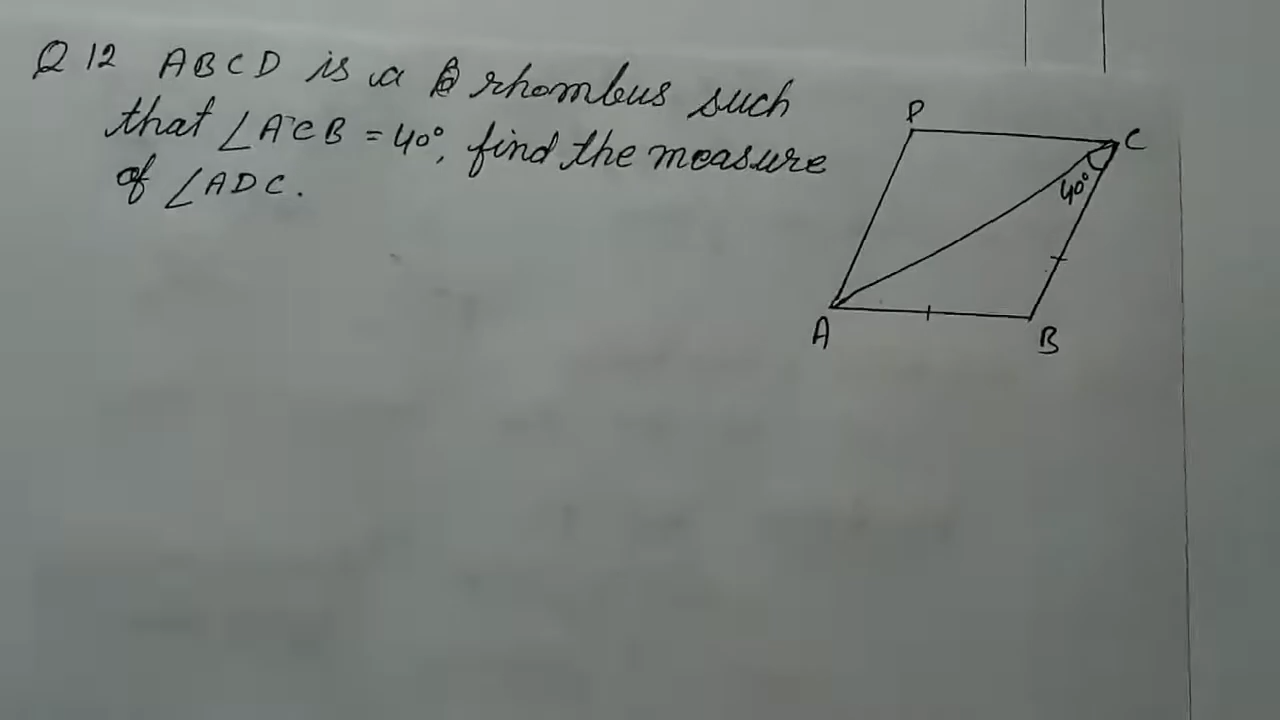 Q 12 ABCD is a rhombus such
that ∠ACB = 40°, find the measure
of ∠ADC.
P
C
40°
A
B